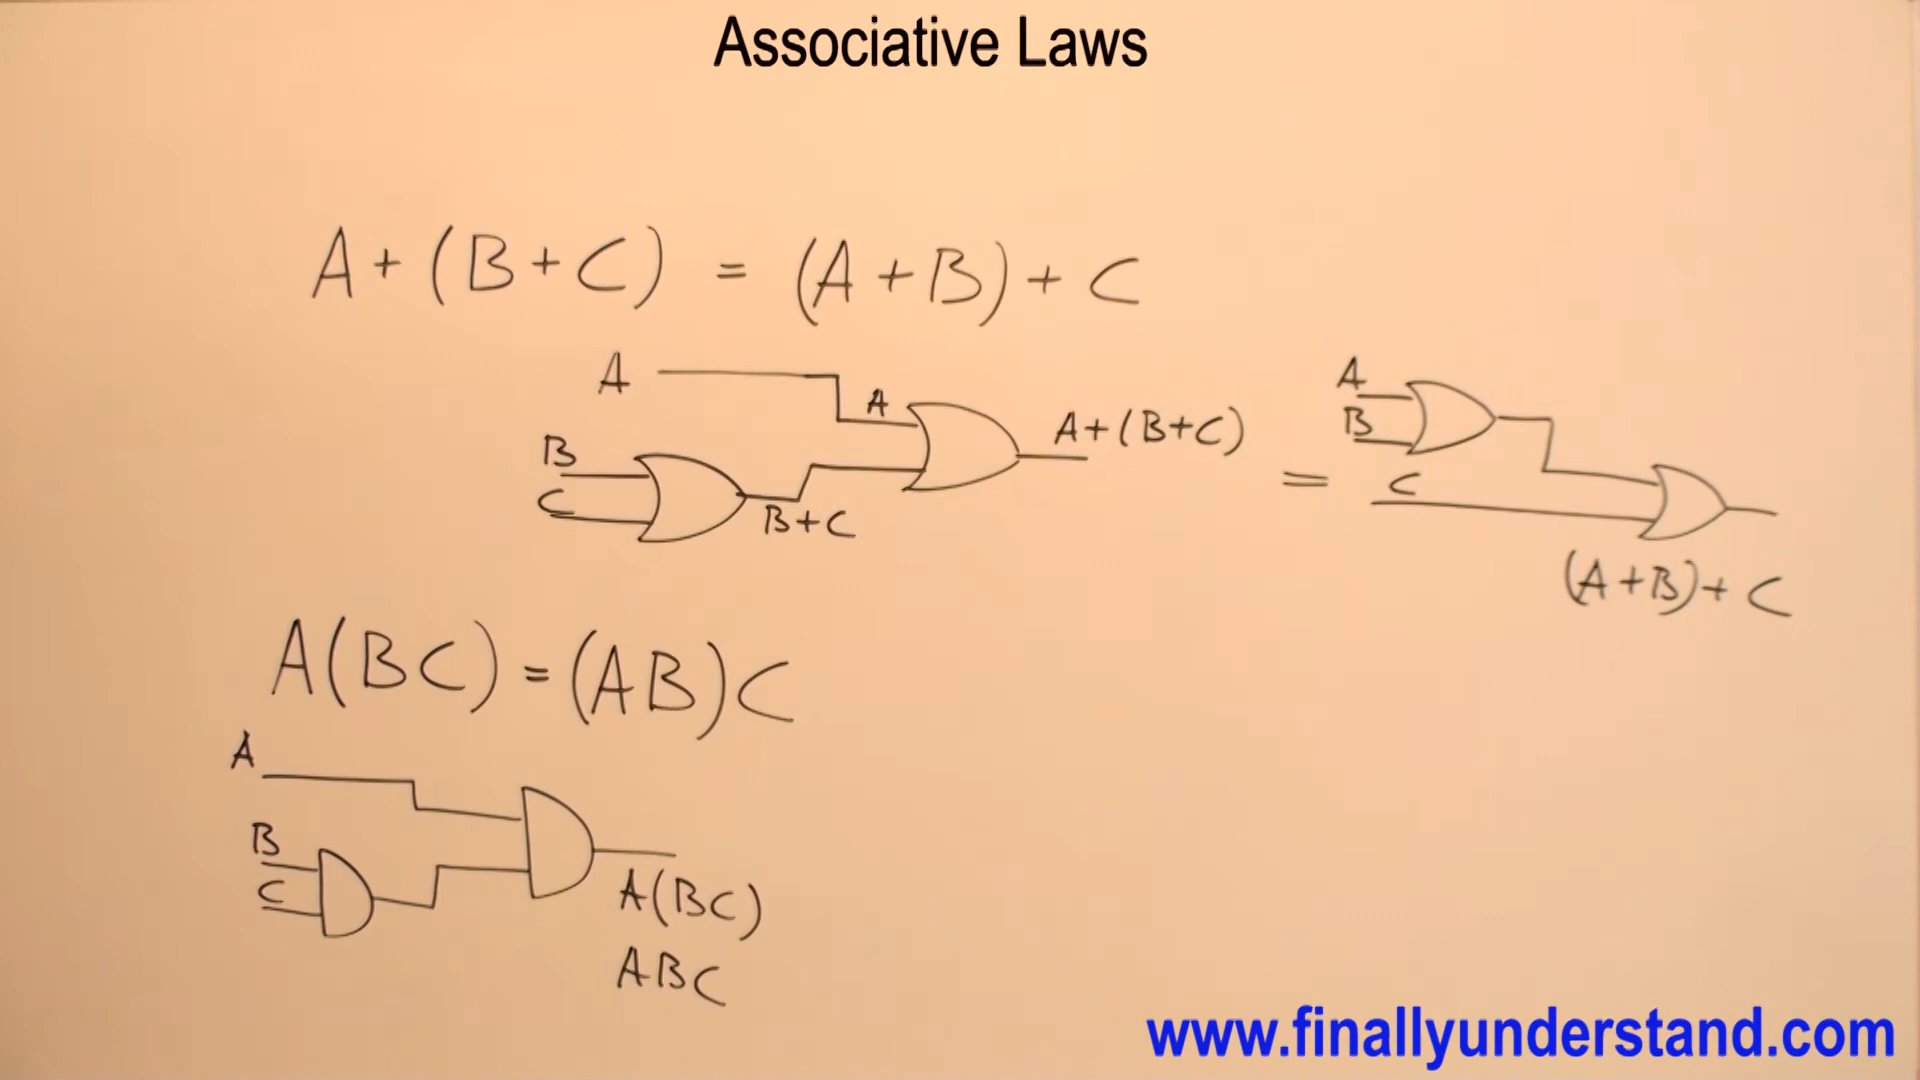 Associative Laws
A + (B + C) = (A + B) + C
A
A
A+(B+C)
B
C
B+C
=
A
B
C
(A+B)+C
A(BC) = (AB)C
A
B
C
A(BC)
ABC
www.finallyunderstand.com